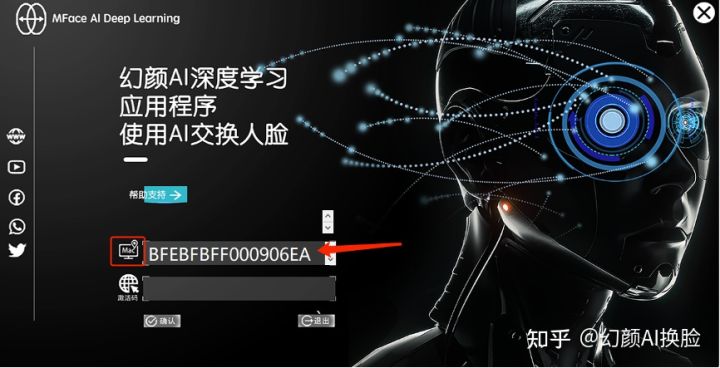 MFace AI Deep Learning
幻颜AI深度学习
应用程序
使用AI交换人脸
帮助支持
Mac
BFEBFBFF000906EA
激活码
确认
退出
知乎 @幻颜AI换脸